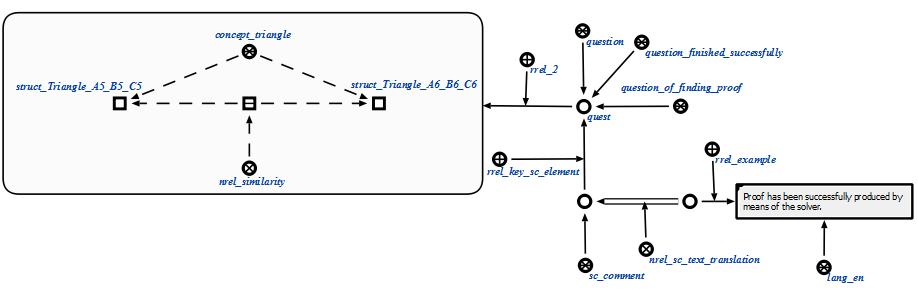 concept_triangle
struct_Triangle_A5_B5_C5
struct_Triangle_A6_B6_C6
nrel_similarity
question
question_finished_successfully
rrel_2
question_of_finding_proof
quest
rrel_key_sc_element
rrel_example
Proof has been successfully produced by
means of the solver.
nrel_sc_text_translation
sc_comment
lang_en